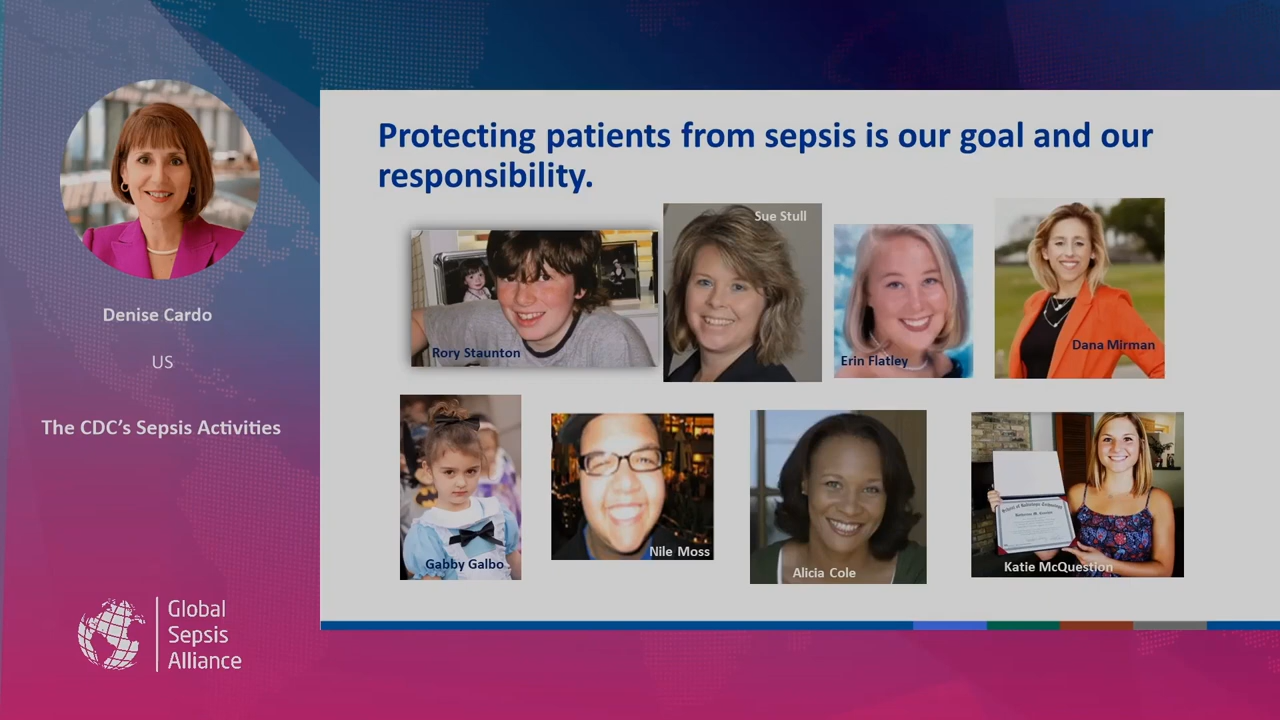 Denise Cardo
US
The CDC's Sepsis Activities
Global
Sepsis
Alliance
Protecting patients from sepsis is our goal and our
responsibility.
Rory Staunton
Sue Stull
Erin Flatley
Dana Mirman
Gabby Galbo
Nile Moss
Alicia Cole
Katie McQuestion